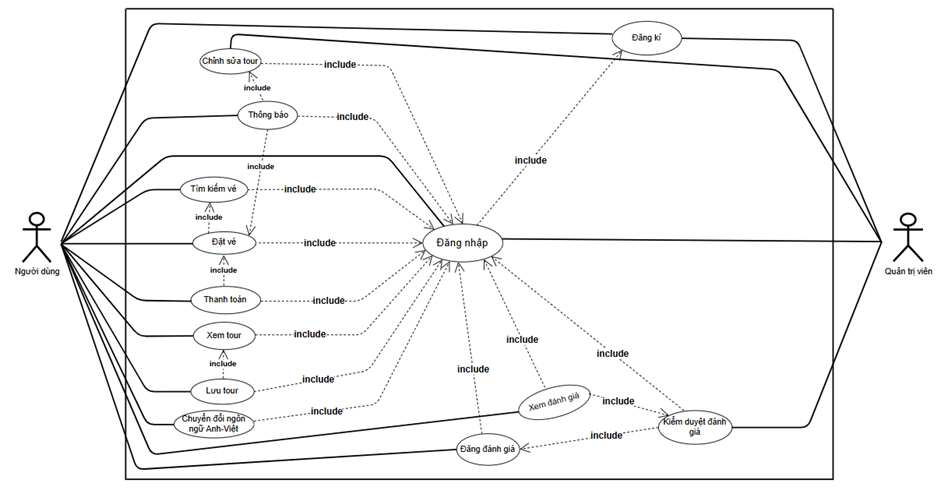 Đăng kí
Chỉnh sửa tour
include
include
Thông báo
include
include
include
Tìm kiếm vé
include
include
Người dùng
Đặt vé
include
Đăng nhập
Quản trị viên
include
Thanh toán
include
Xem tour
include
include
include
include
Lưu tour
include
Xem đánh giá
include
Chuyển đổi ngôn
ngữ Anh-Việt
include
Kiểm duyệt đánh
giá
include
Đăng đánh giá